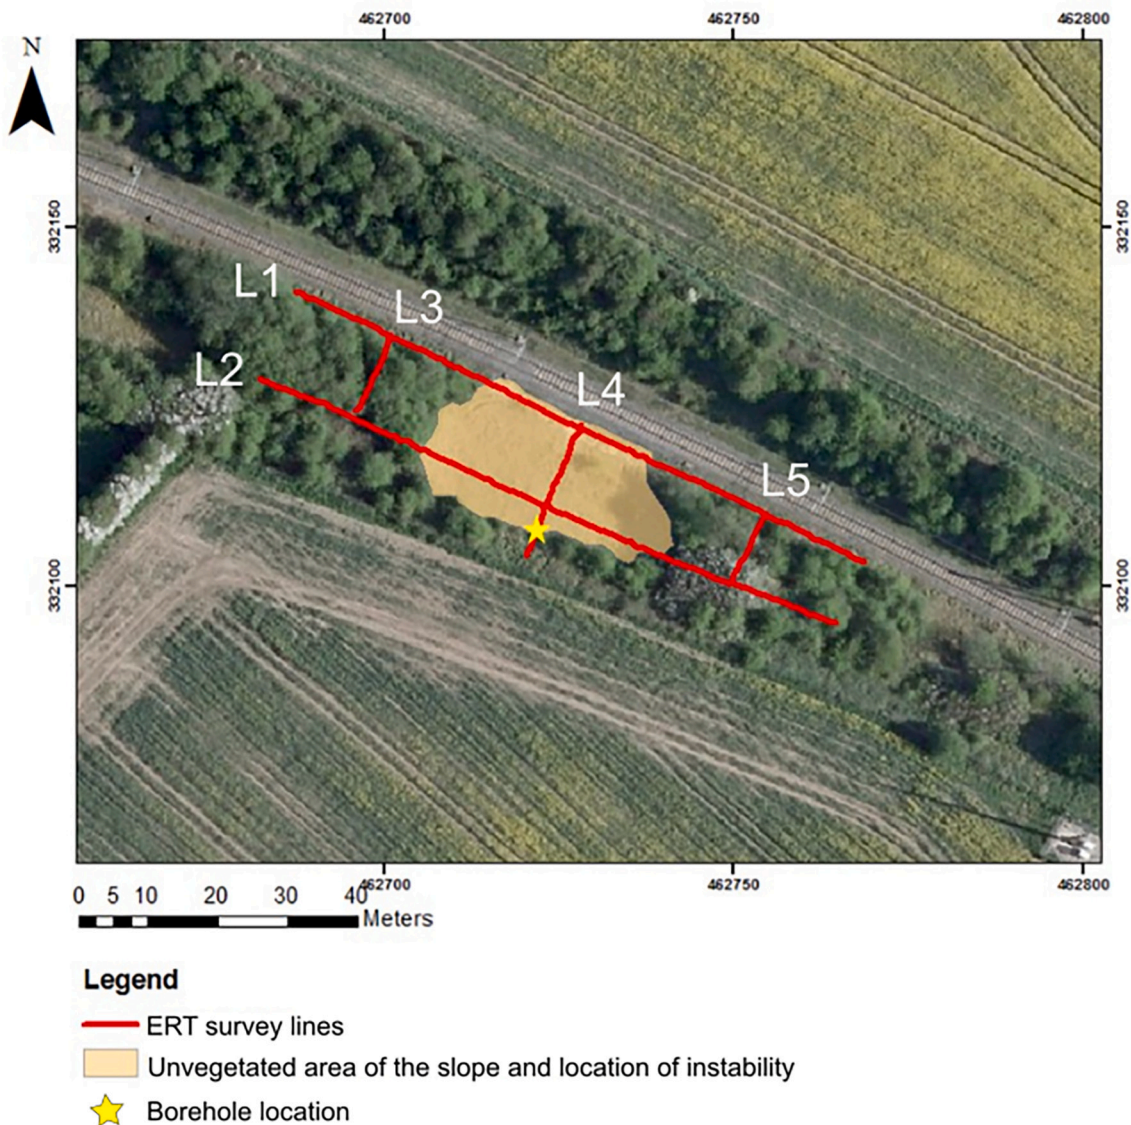 462700 462750 462800
N
332150 332150
L1
L3
L2
L4
L5
332100 332100
462700 462750 462800
0 5 10 20 30 40
Meters
Legend
ERT survey lines
Unvegetated area of the slope and location of instability
Borehole location